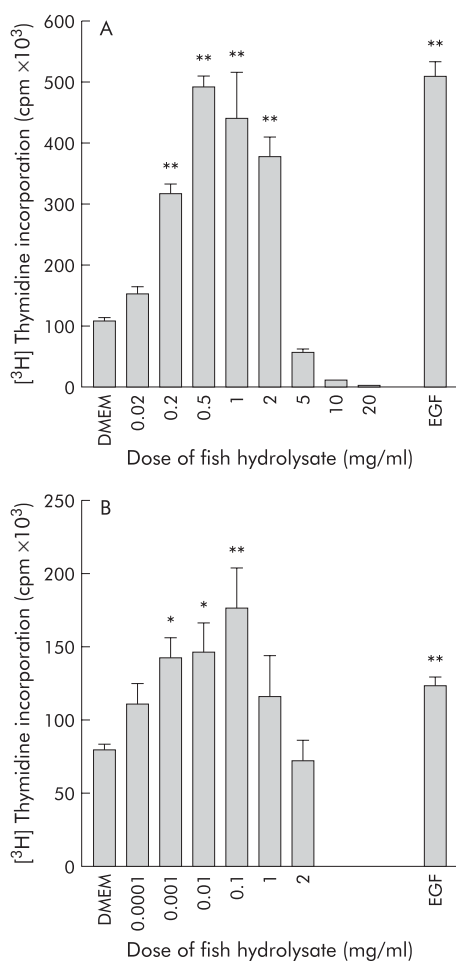 A
[³H] Thymidine incorporation (cpm ×10³)
600
500
400
300
200
100
0
** ** ** ** **
DMEM 0.02 0.2 0.5 1 2 5 10 20 EGF
Dose of fish hydrolysate (mg/ml)
B
[³H] Thymidine incorporation (cpm ×10³)
250
200
150
100
50
0
* * ** **
DMEM 0.0001 0.001 0.01 0.1 1 2 EGF
Dose of fish hydrolysate (mg/ml)